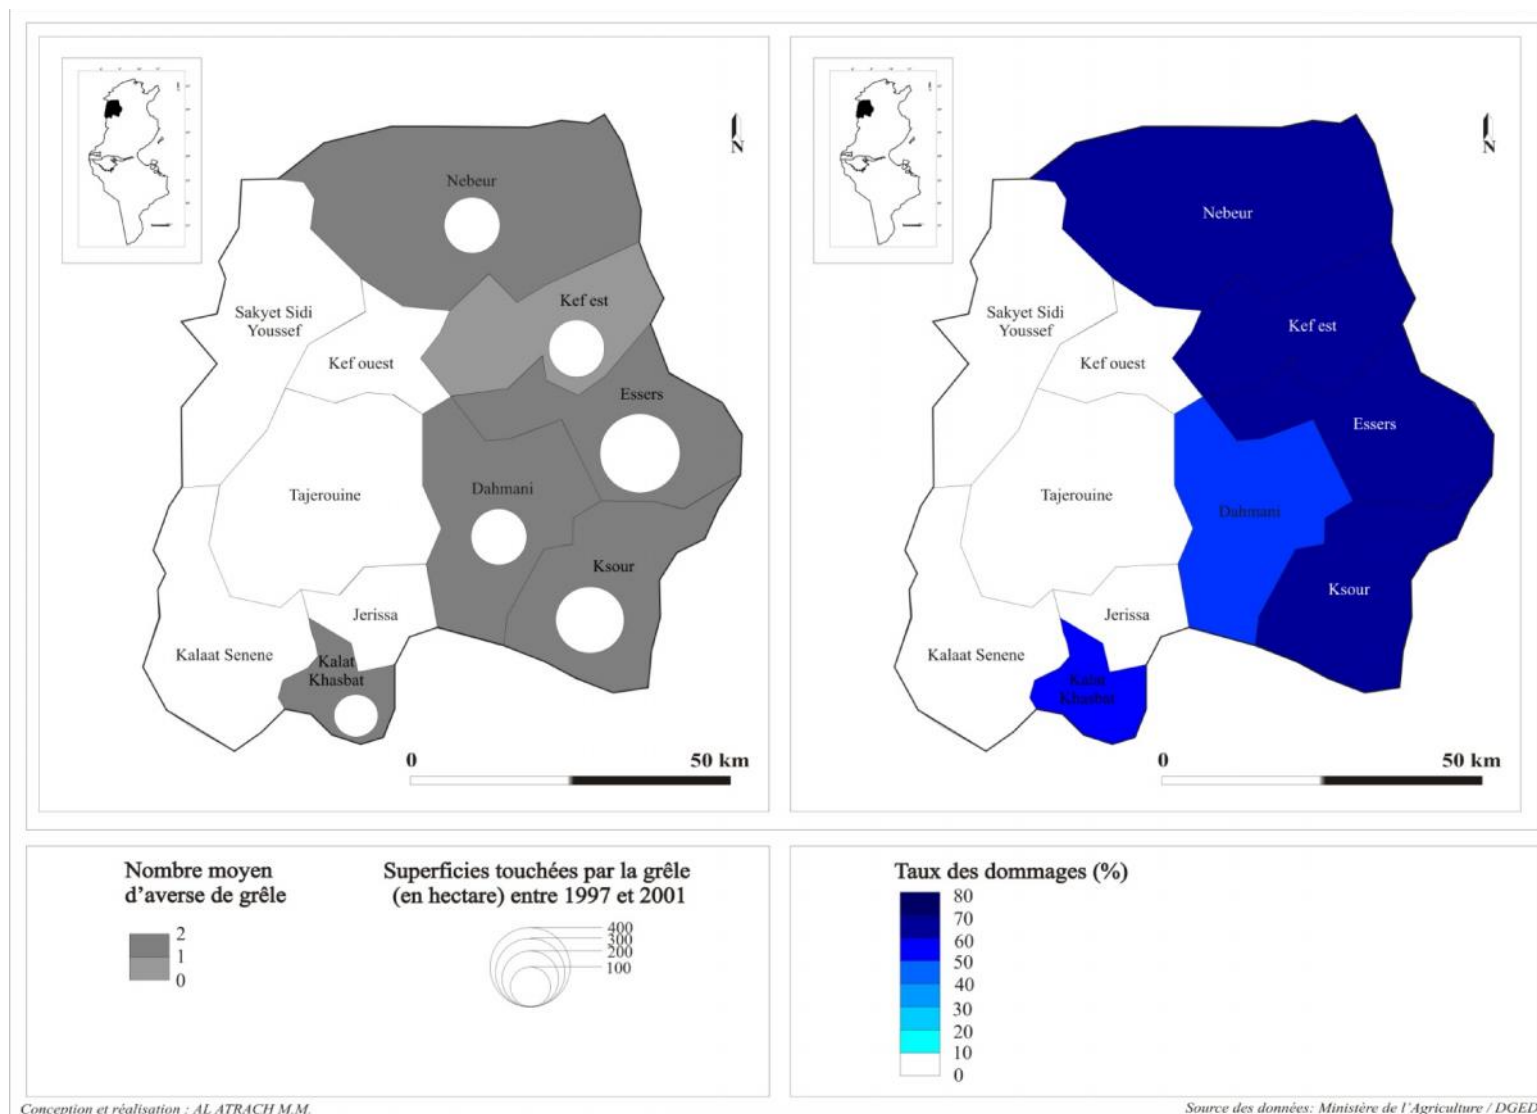 N
Nebeur
Kef est
Sakyet Sidi
Youssef
Kef ouest
Essers
Tajerouine
Dahmani
Ksour
Jerissa
Kalaat Senene
Kalat
Khasbat
0 50 km
N
Nebeur
Sakyet Sidi
Youssef
Kef est
Kef ouest
Essers
Tajerouine
Dahmani
Ksour
Jerissa
Kalaat Senene
Kalat
Khasbat
0 50 km
Nombre moyen
d'averse de grêle
2
1
0
Superficies touchées par la grêle
(en hectare) entre 1997 et 2001
400
300
200
100
Taux des dommages (%)
80
70
60
50
40
30
20
10
0
Conception et réalisation : AL ATRACH M.M.
Source des données: Ministère de l'Agriculture / DGED